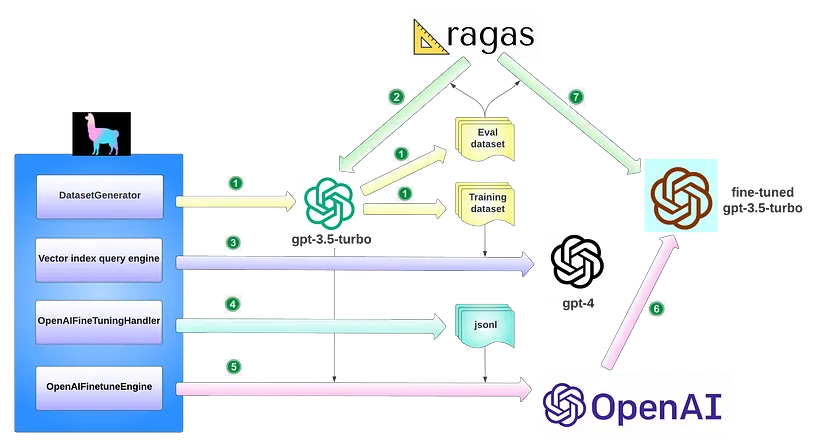 ragas
2
7
Eval
dataset
1
DatasetGenerator
1
1
Training
dataset
fine-tuned
gpt-3.5-turbo
gpt-3.5-turbo
3
Vector index query engine
gpt-4
4
OpenAIFineTuningHandler
jsonl
6
5
OpenAIFinetuneEngine
OpenAI